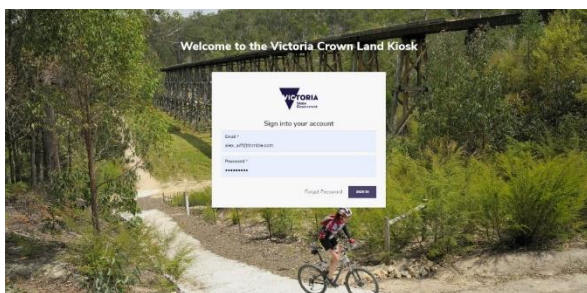 Welcome to the Victoria Crown Land Kiosk
VICTORIA
State
Government
Sign into your account
Email *
Password *
•••••••••
Forgot Password
SIGN IN